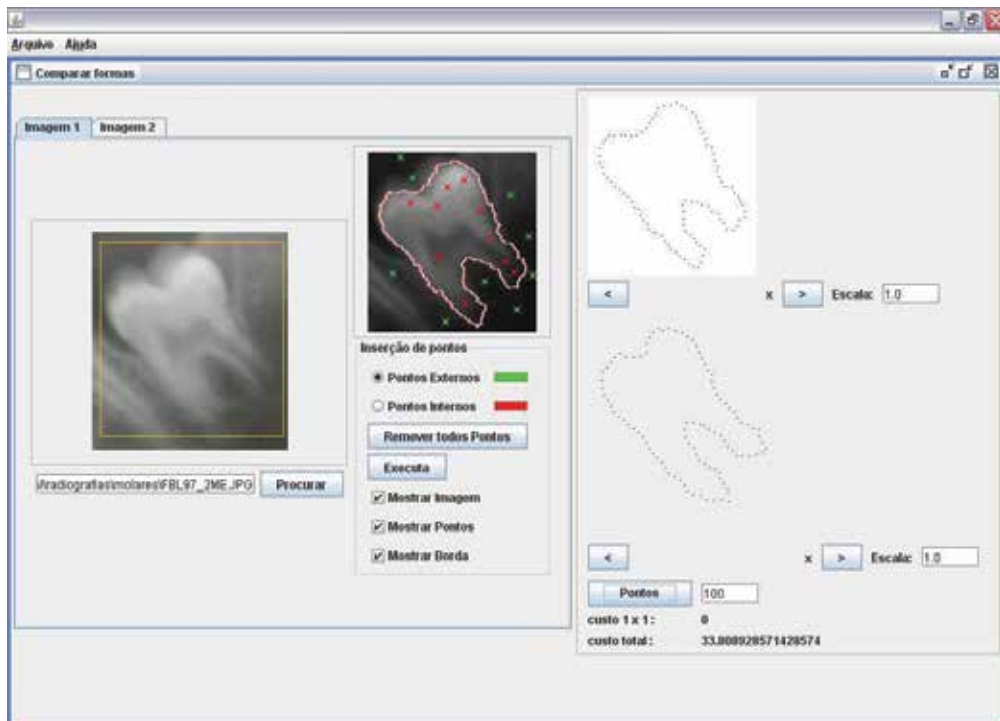 Arquivo Ajuda
Comparar formas
Imagem 1 Imagem 2
\radiografias\molares\FBL97_2ME.JPG Procurar
Inserção de pontos
Pontos Externos
Pontos Internos
Remover todos Pontos
Executa
Mostrar Imagem
Mostrar Pontos
Mostrar Borda
< x > Escala: 1.0
< x > Escala: 1.0
Pontos 100
custo 1 x 1 : 0
custo total : 33.808928571428574